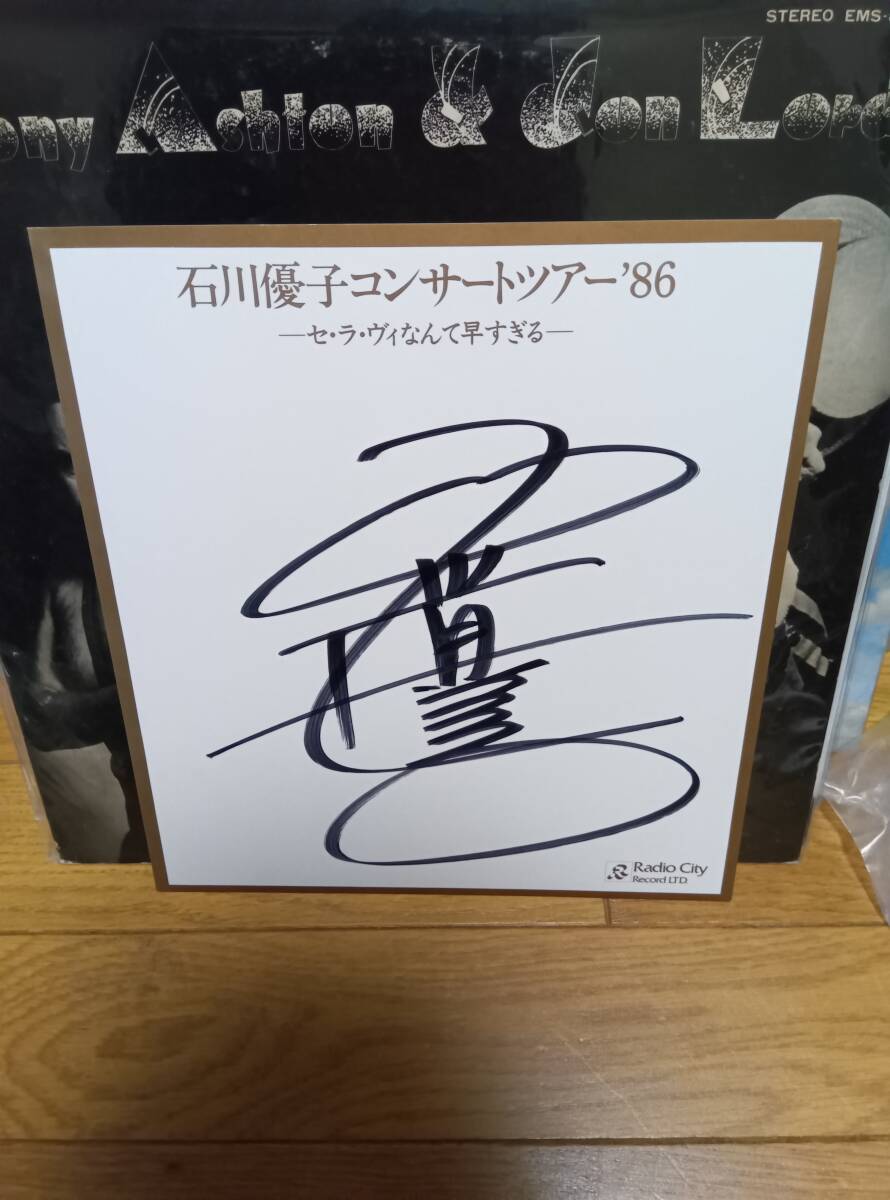 STEREO EMS-
ony Ashton & Jon Lord
石川優子コンサートツアー'86
―セ・ラ・ヴィなんて早すぎる―
Radio City
Record LTD.